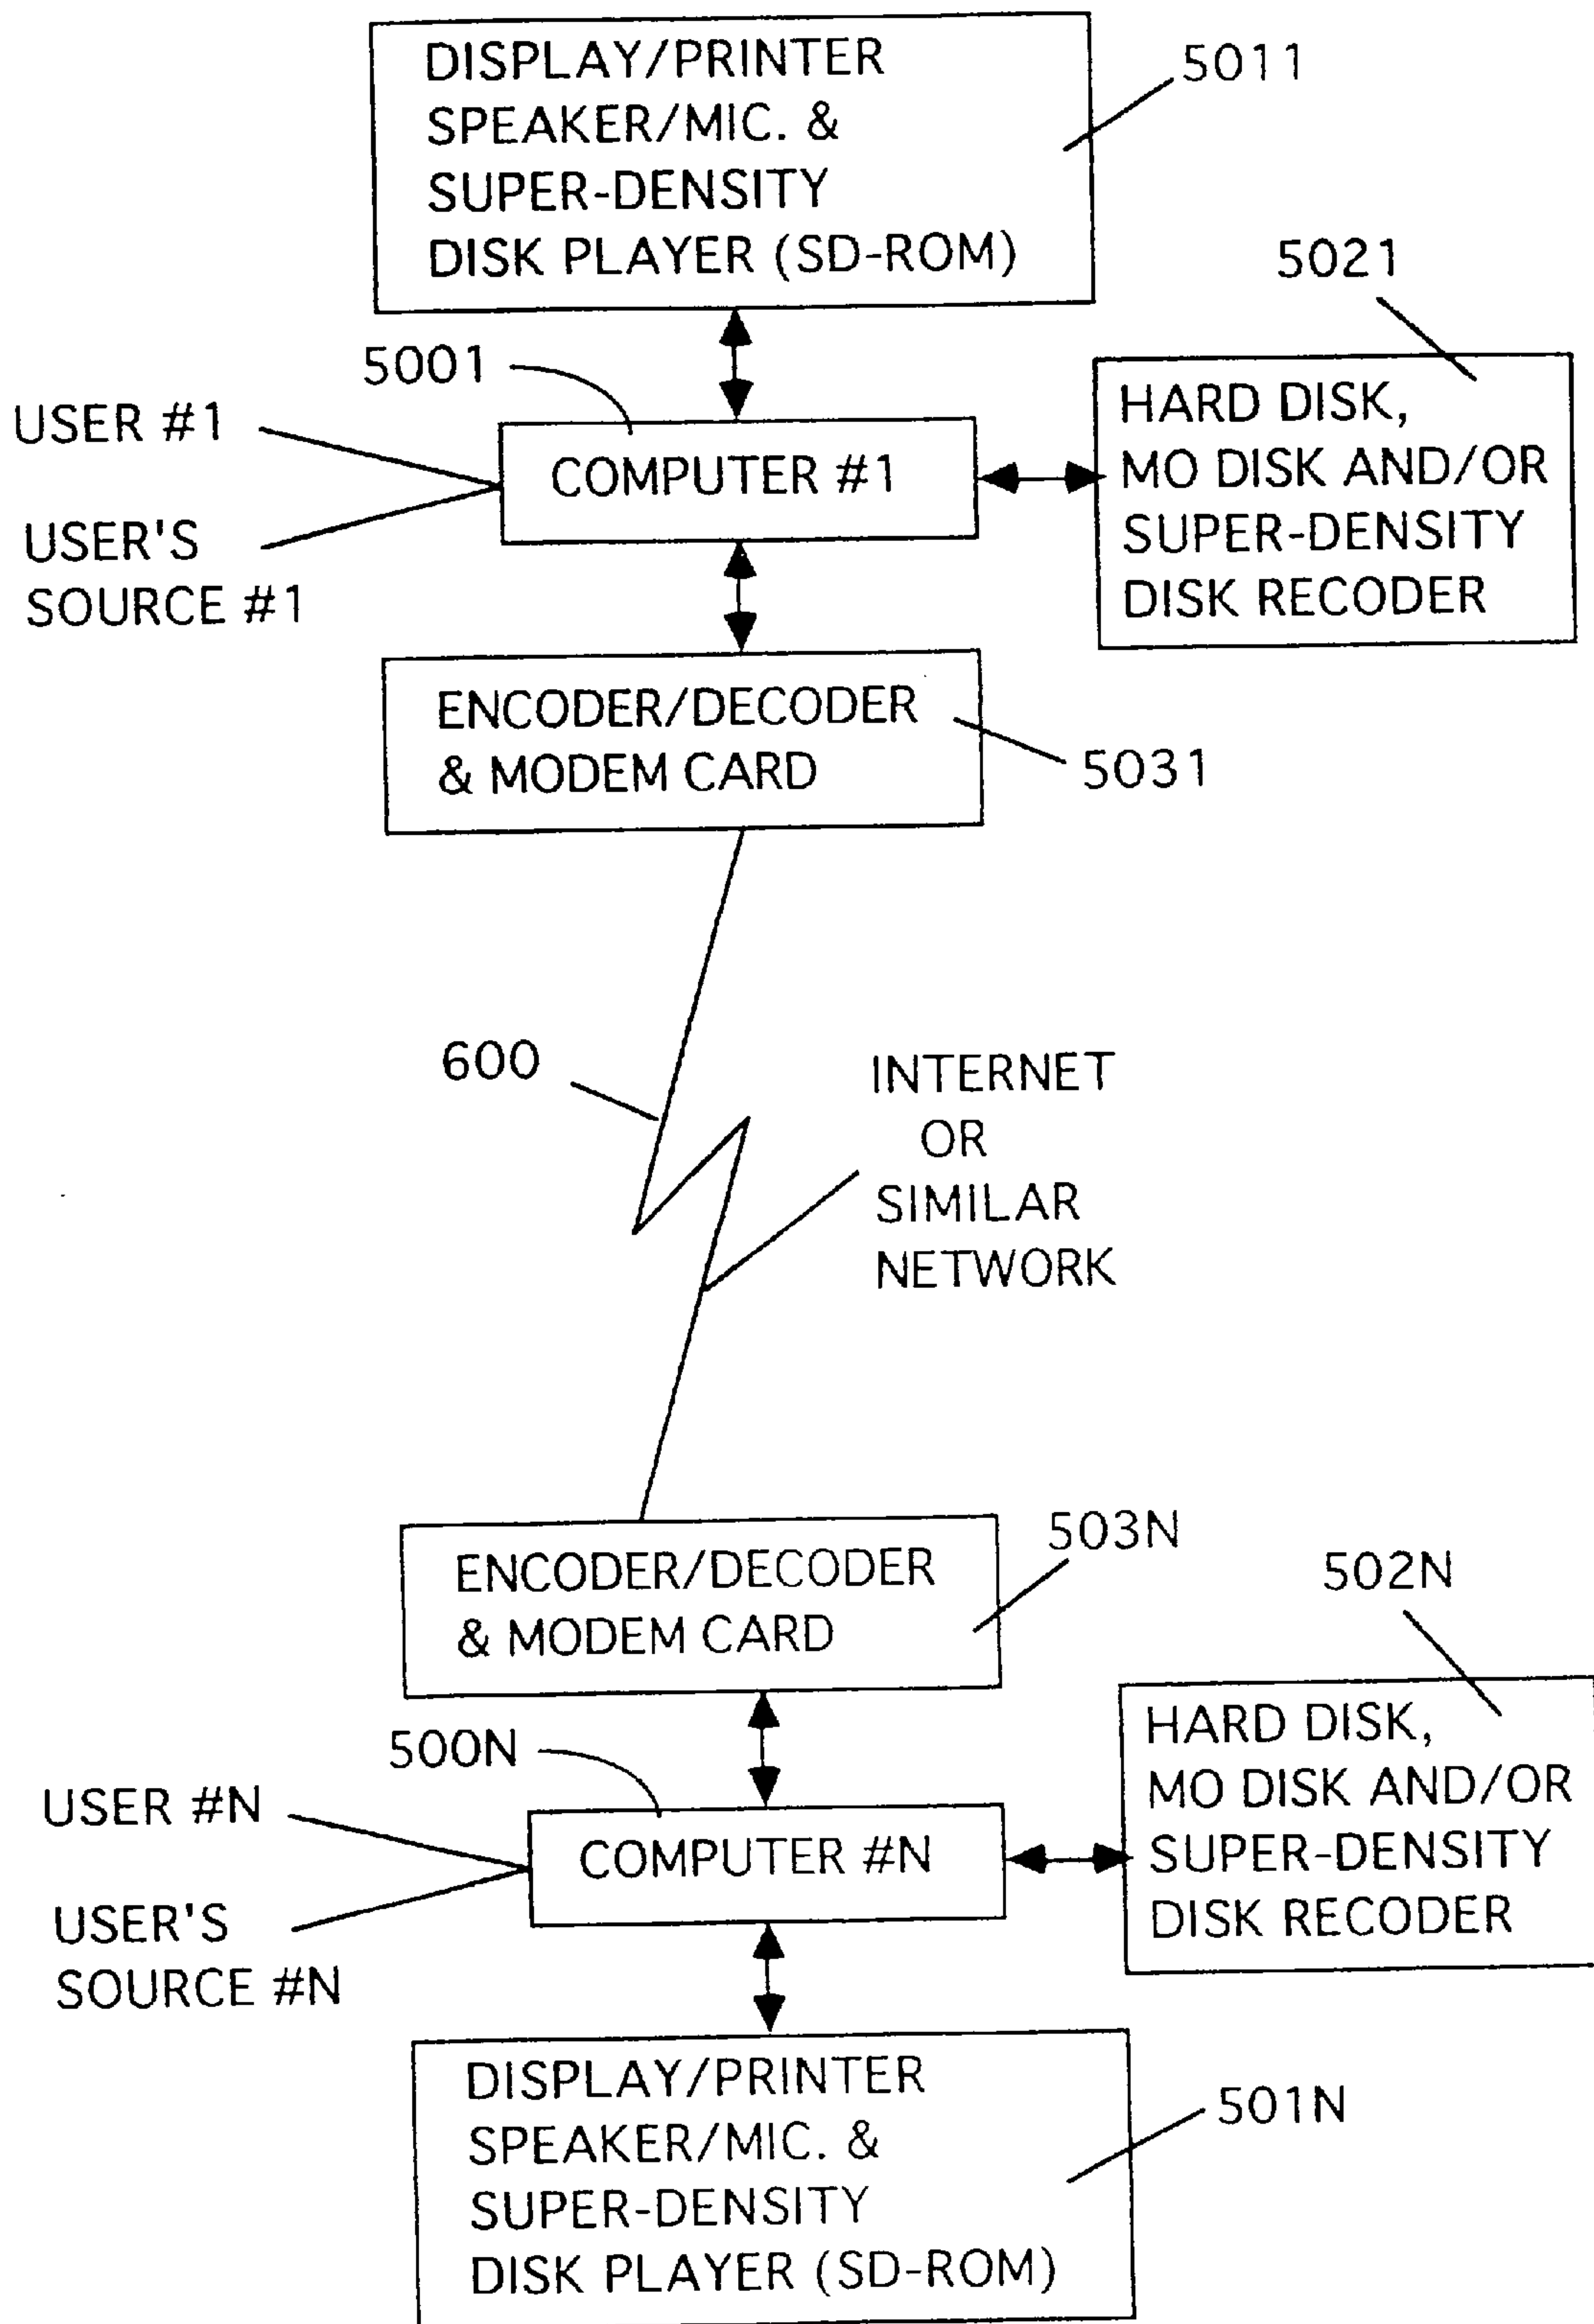 DISPLAY/PRINTER
SPEAKER/MIC. &
SUPER-DENSITY
DISK PLAYER (SD-ROM)
5011
5021
5001
USER #1
USER'S
SOURCE #1
COMPUTER #1
HARD DISK,
MO DISK AND/OR
SUPER-DENSITY
DISK RECODER
ENCODER/DECODER
& MODEM CARD
5031
600
INTERNET
OR
SIMILAR
NETWORK
503N
ENCODER/DECODER
& MODEM CARD
502N
500N
USER #N
USER'S
SOURCE #N
COMPUTER #N
HARD DISK,
MO DISK AND/OR
SUPER-DENSITY
DISK RECODER
DISPLAY/PRINTER
SPEAKER/MIC. &
SUPER-DENSITY
DISK PLAYER (SD-ROM)
501N